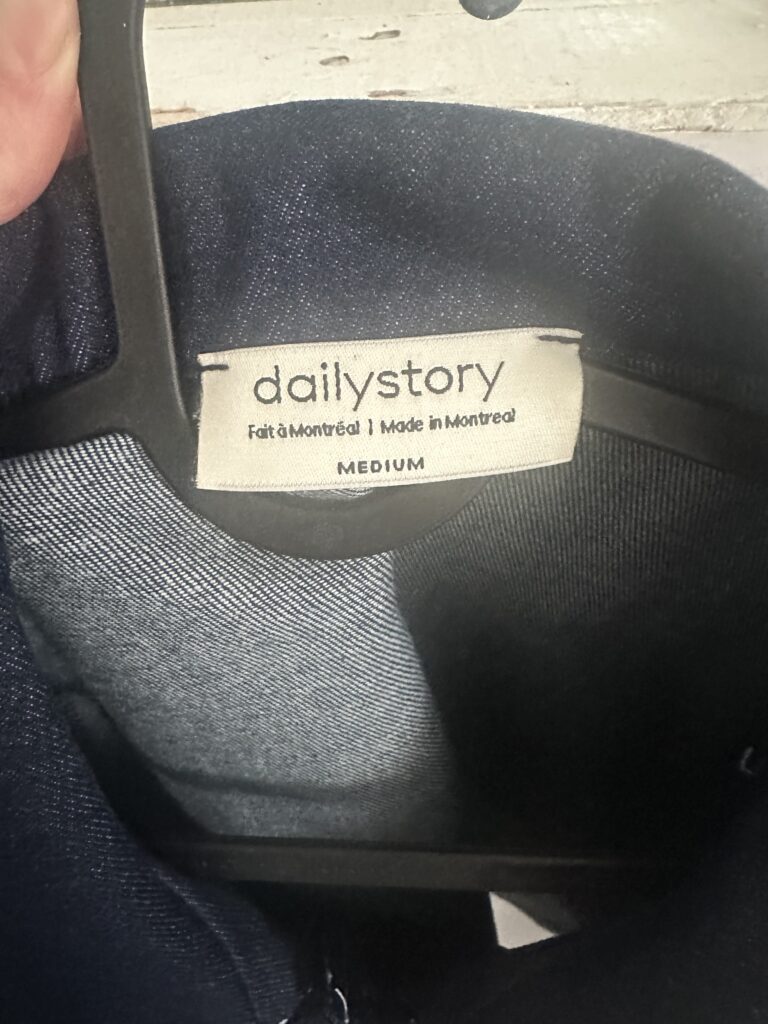 dailystory
Fait à Montréal | Made in Montreal
MEDIUM